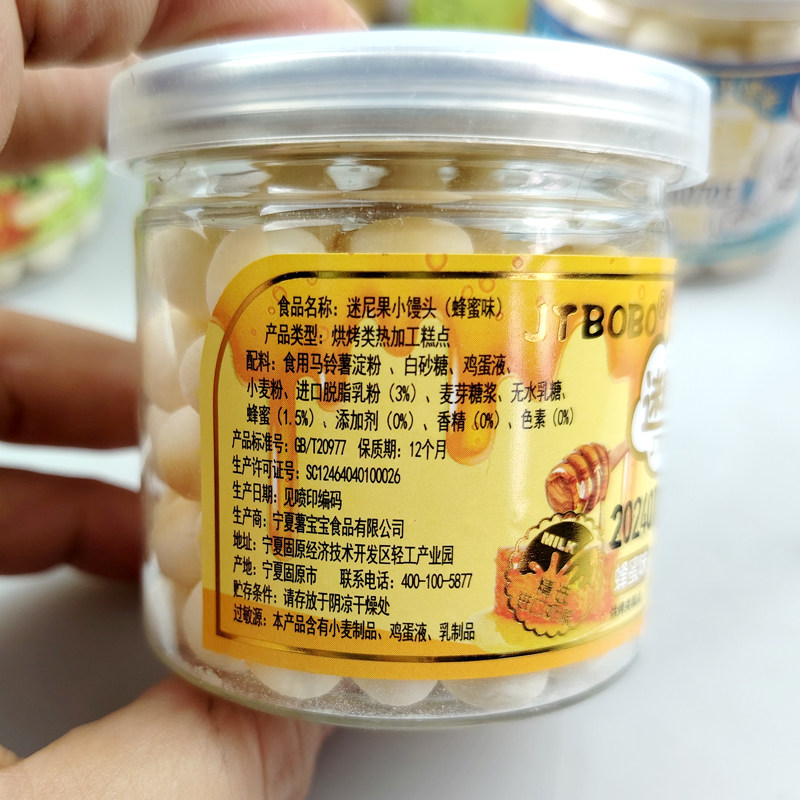 食品名称：迷尼果小馒头（蜂蜜味）
产品类型：烘烤类热加工糕点
配料：食用马铃薯淀粉、白砂糖、鸡蛋液、
小麦粉、进口脱脂乳粉（3%）、麦芽糖浆、无水乳糖、
蜂蜜（1.5%）、添加剂（0%）、香精（0%）、色素（0%）
产品标准号：GB/T20977 保质期：12个月
生产许可证号：SC12464040100026
生产日期：见喷印编码
生产商：宁夏薯宝宝食品有限公司
地址：宁夏固原经济技术开发区轻工产业园
产地：宁夏固原市 联系电话：400-100-5877
贮存条件：请存放于阴凉干燥处
过敏源：本产品含有小麦制品、鸡蛋液、乳制品
JTBOBO®
迷
20240
MILK